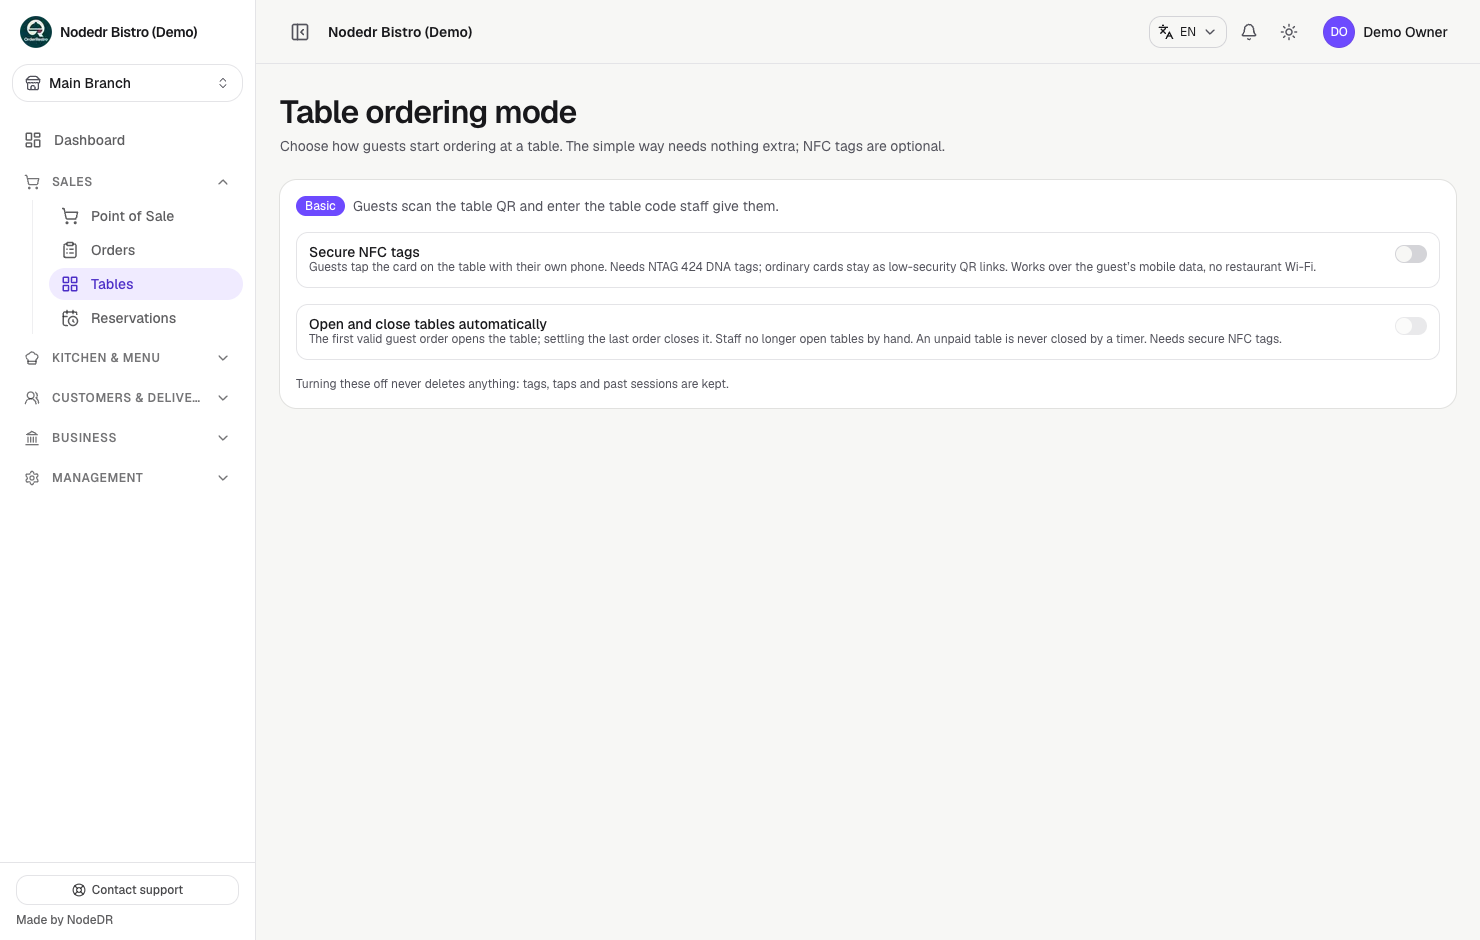 Nodedr Bistro (Demo)
Main Branch
Dashboard
SALES
Point of Sale
Orders
Tables
Reservations
KITCHEN & MENU
CUSTOMERS & DELIVE...
BUSINESS
MANAGEMENT
Contact support
Made by NodeDR
Nodedr Bistro (Demo)
EN
DO
Demo Owner
Table ordering mode
Choose how guests start ordering at a table. The simple way needs nothing extra; NFC tags are optional.
Basic Guests scan the table QR and enter the table code staff give them.
Secure NFC tags
Guests tap the card on the table with their own phone. Needs NTAG 424 DNA tags; ordinary cards stay as low-security QR links. Works over the guest's mobile data, no restaurant Wi-Fi.
Open and close tables automatically
The first valid guest order opens the table; settling the last order closes it. Staff no longer open tables by hand. An unpaid table is never closed by a timer. Needs secure NFC tags.
Turning these off never deletes anything: tags, taps and past sessions are kept.